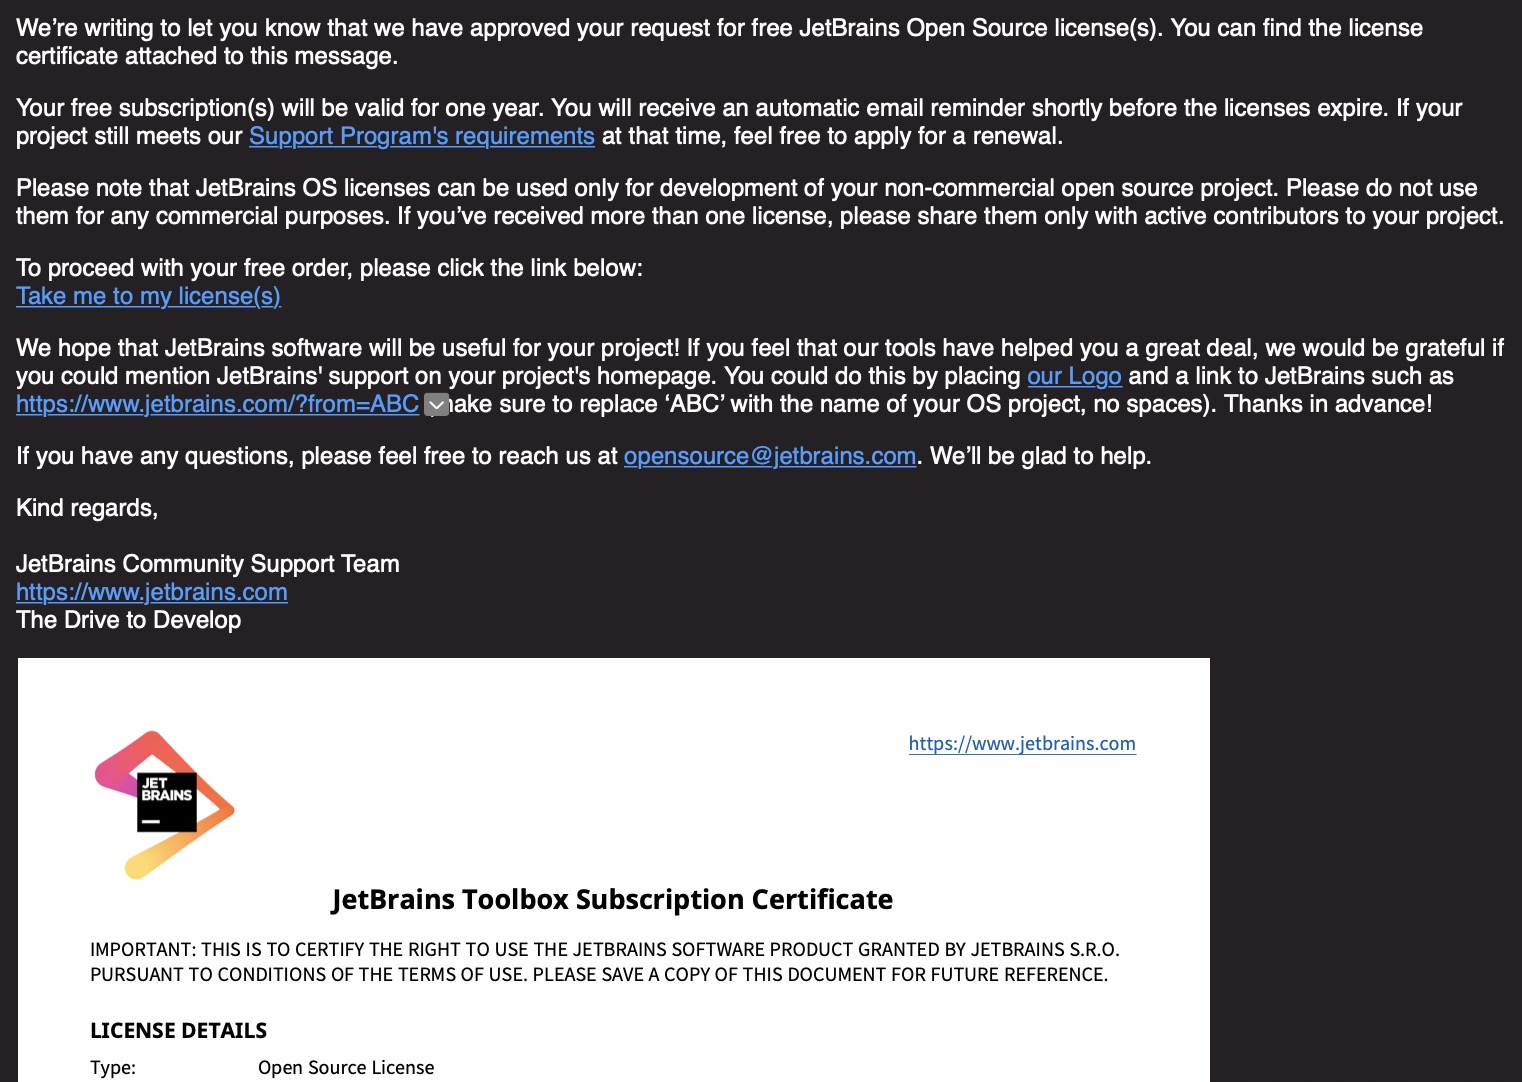 We’re writing to let you know that we have approved your request for free JetBrains Open Source license(s). You can find the license
certificate attached to this message.
Your free subscription(s) will be valid for one year. You will receive an automatic email reminder shortly before the licenses expire. If your
project still meets our Support Program's requirements at that time, feel free to apply for a renewal.
Please note that JetBrains OS licenses can be used only for development of your non-commercial open source project. Please do not use
them for any commercial purposes. If you’ve received more than one license, please share them only with active contributors to your project.
To proceed with your free order, please click the link below:
Take me to my license(s)
We hope that JetBrains software will be useful for your project! If you feel that our tools have helped you a great deal, we would be grateful if
you could mention JetBrains' support on your project's homepage. You could do this by placing our Logo and a link to JetBrains such as
https://www.jetbrains.com/?from=ABC ake sure to replace ‘ABC’ with the name of your OS project, no spaces). Thanks in advance!
If you have any questions, please feel free to reach us at opensource@jetbrains.com. We’ll be glad to help.
Kind regards,
JetBrains Community Support Team
https://www.jetbrains.com
The Drive to Develop
https://www.jetbrains.com
JET
BRAINS
JetBrains Toolbox Subscription Certificate
IMPORTANT: THIS IS TO CERTIFY THE RIGHT TO USE THE JETBRAINS SOFTWARE PRODUCT GRANTED BY JETBRAINS S.R.O.
PURSUANT TO CONDITIONS OF THE TERMS OF USE. PLEASE SAVE A COPY OF THIS DOCUMENT FOR FUTURE REFERENCE.
LICENSE DETAILS
Type: Open Source License